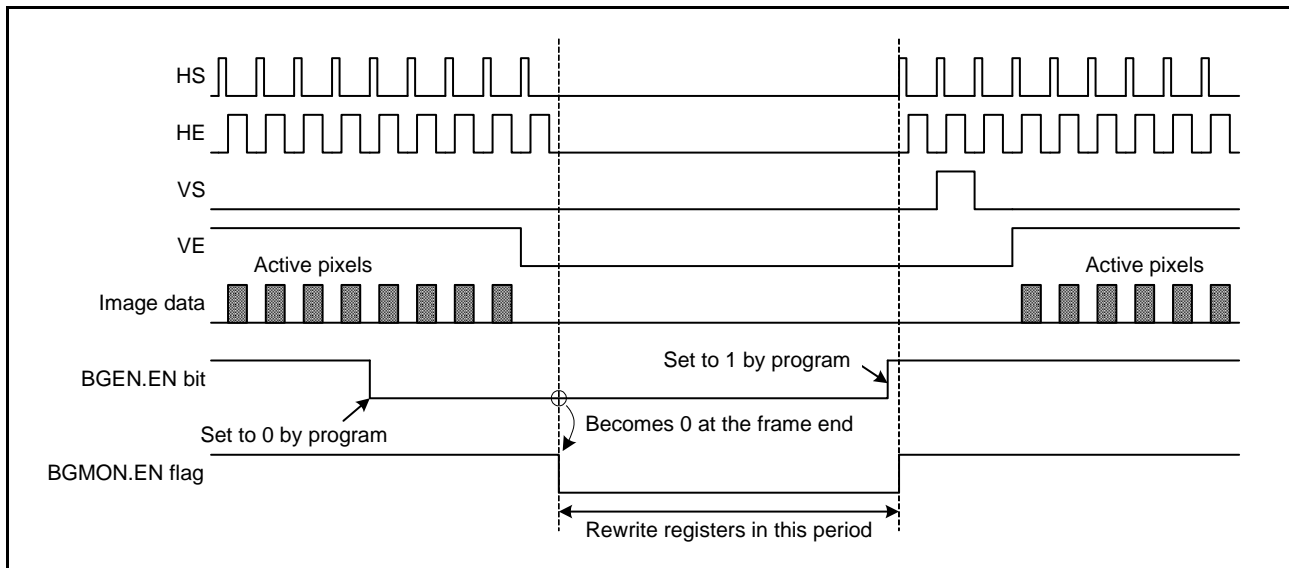 HS
HE
VS
VE
Active pixels
Active pixels
Image data
Set to 1 by program
BGEN.EN bit
Becomes 0 at the frame end
Set to 0 by program
BGMON.EN flag
Rewrite registers in this period